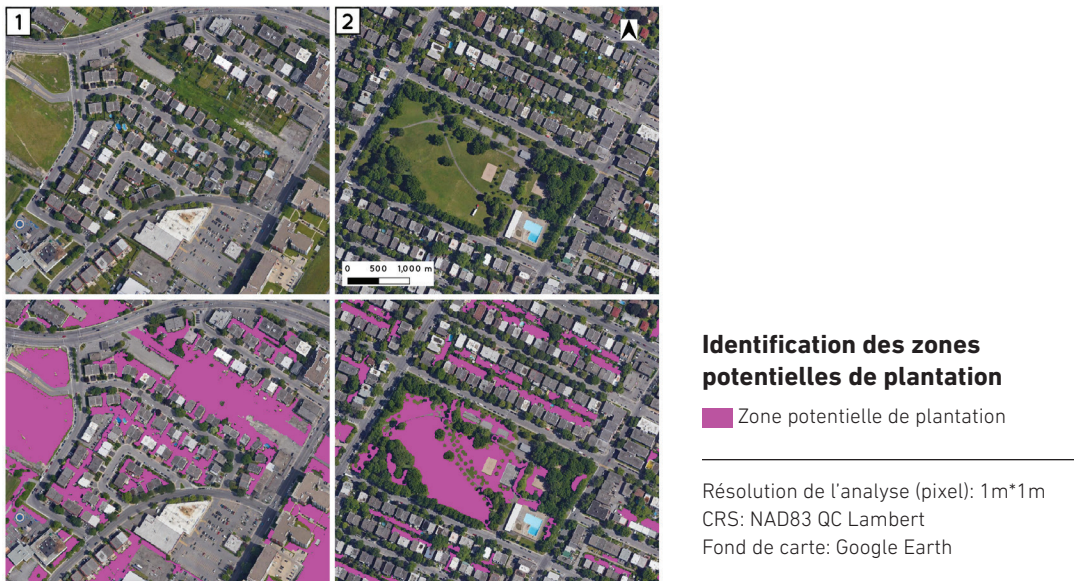 1
2
0 500 1,000 m
Identification des zones
potentielles de plantation
Zone potentielle de plantation
Résolution de l'analyse (pixel): 1m*1m
CRS: NAD83 QC Lambert
Fond de carte: Google Earth